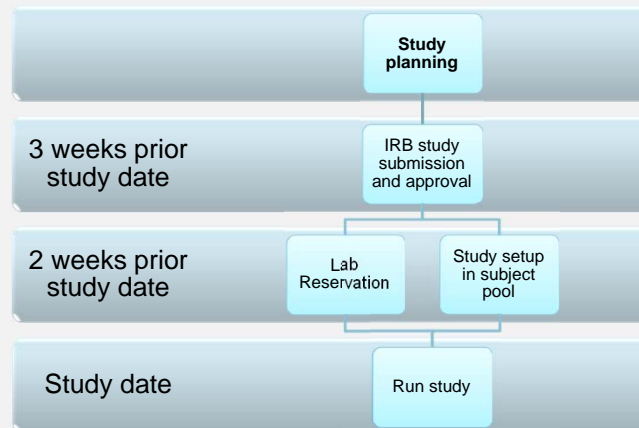 Study
planning
3 weeks prior
study date
IRB study
submission
and approval
2 weeks prior
study date
Lab
Reservation
Study setup
in subject
pool
Study date
Run study